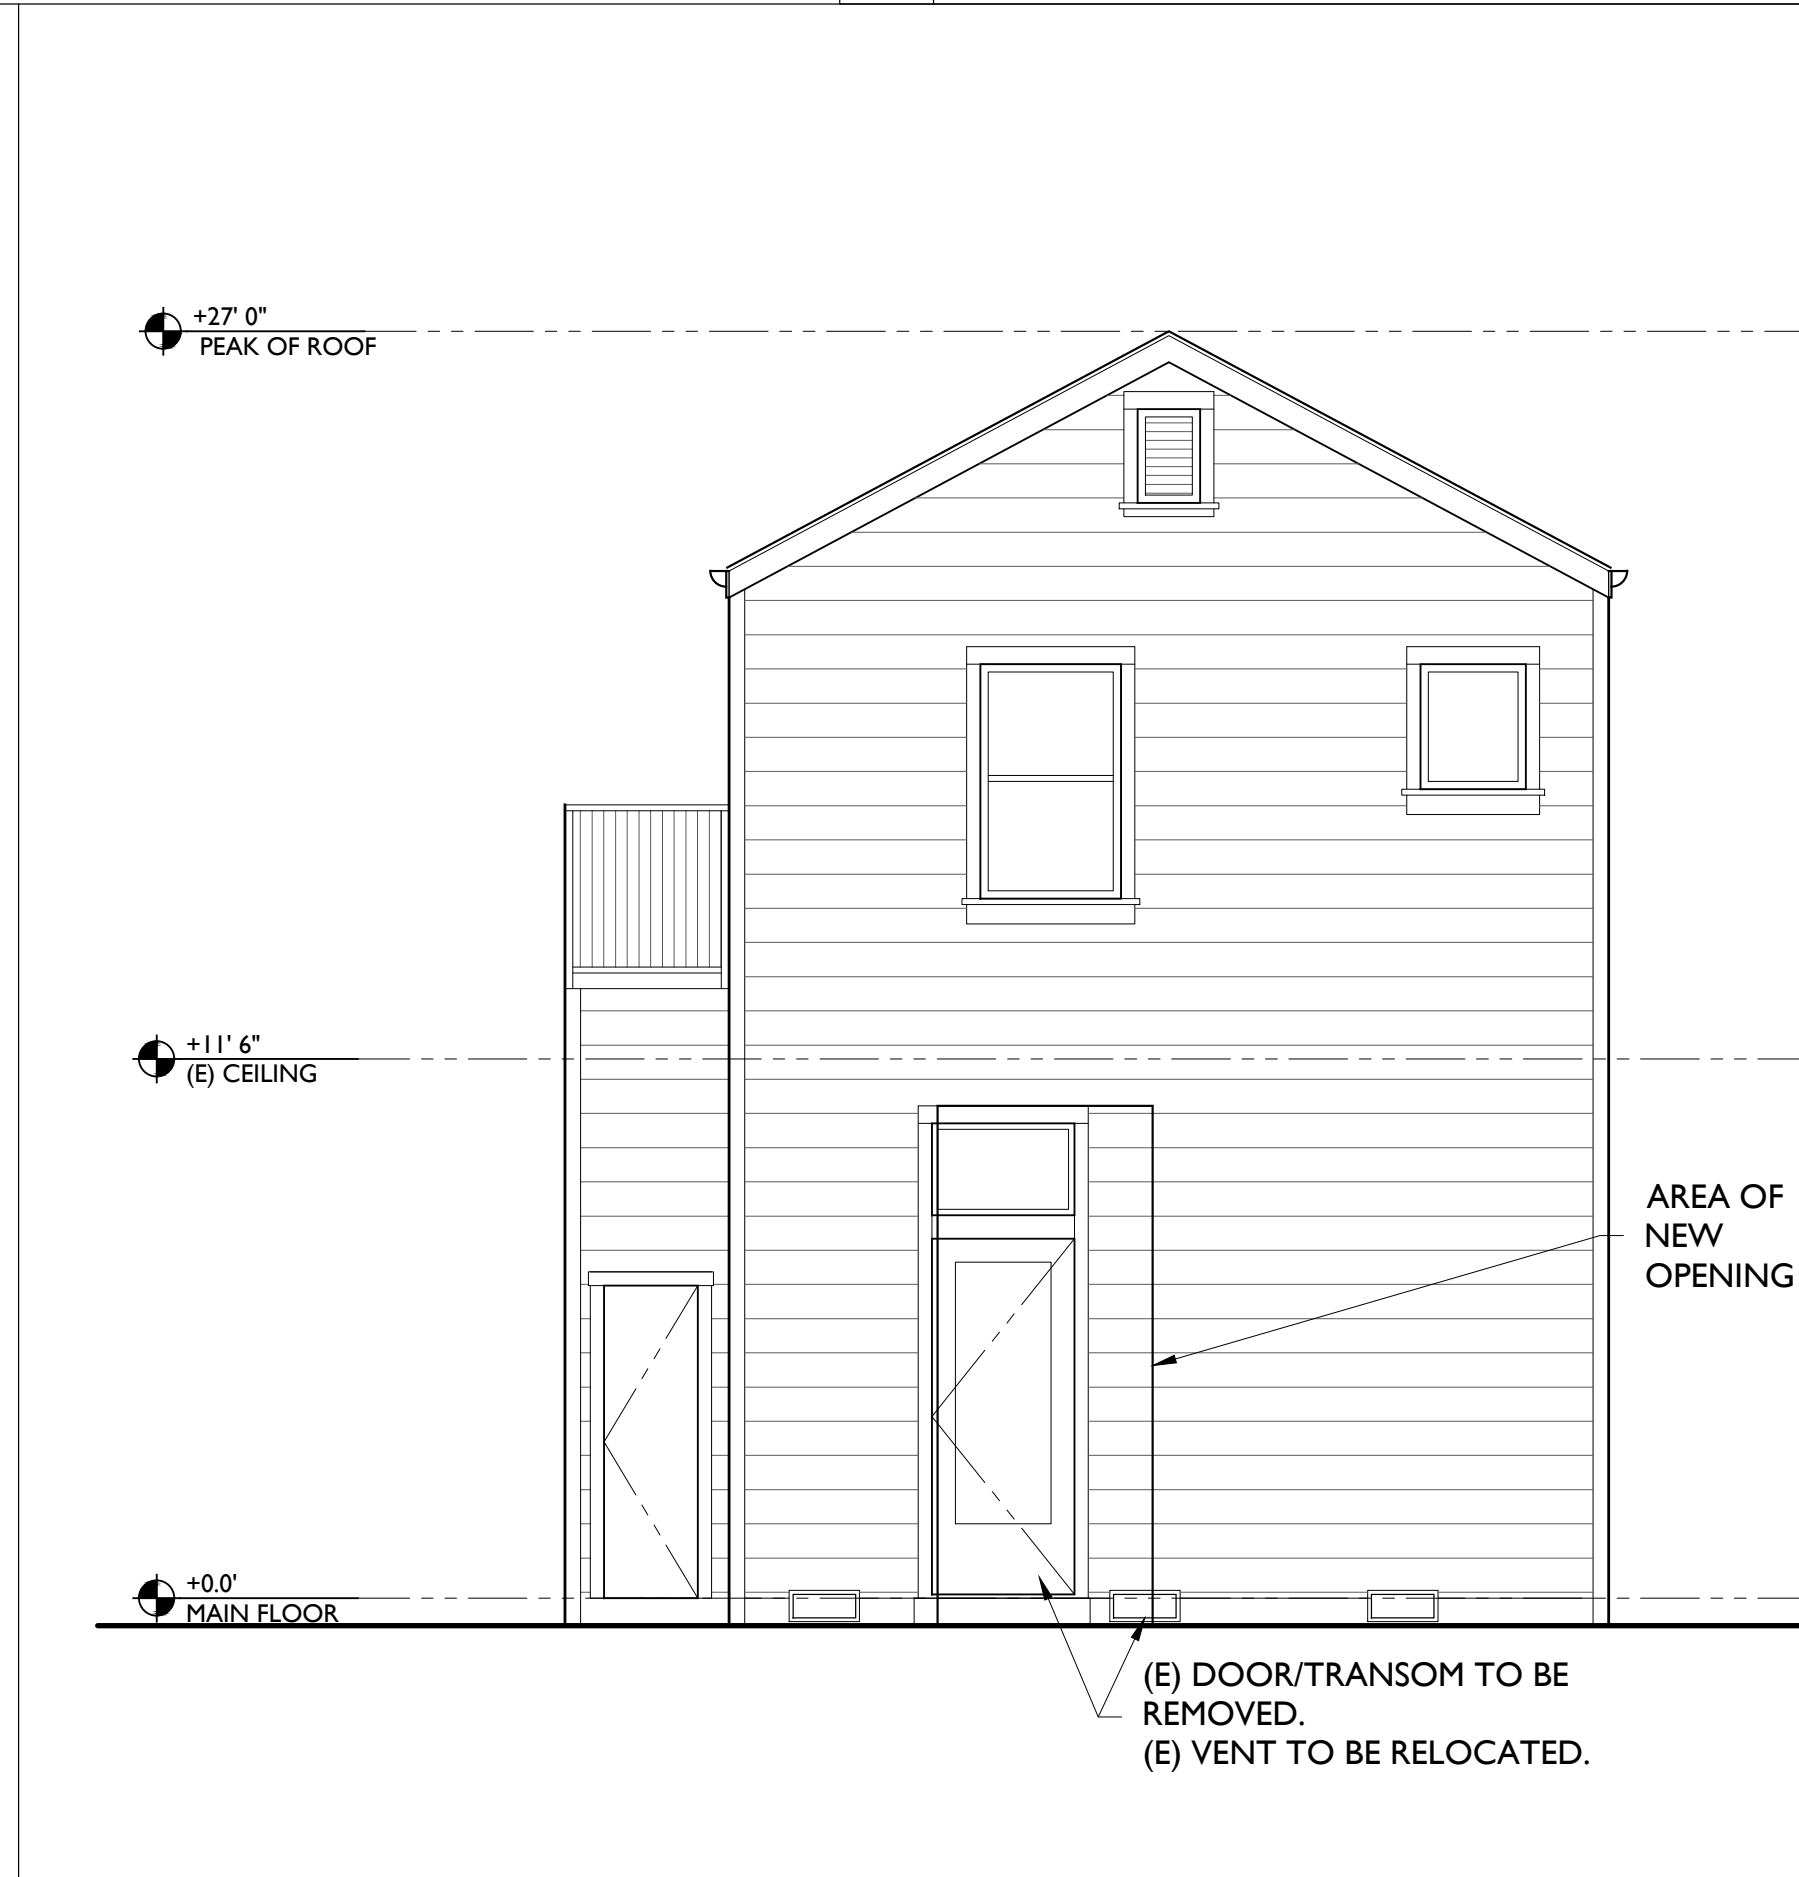 +27' 0"
PEAK OF ROOF
+11' 6"
(E) CEILING
AREA OF
NEW
OPENING
+0.0'
MAIN FLOOR
(E) DOOR/TRANSOM TO BE
REMOVED.
(E) VENT TO BE RELOCATED.